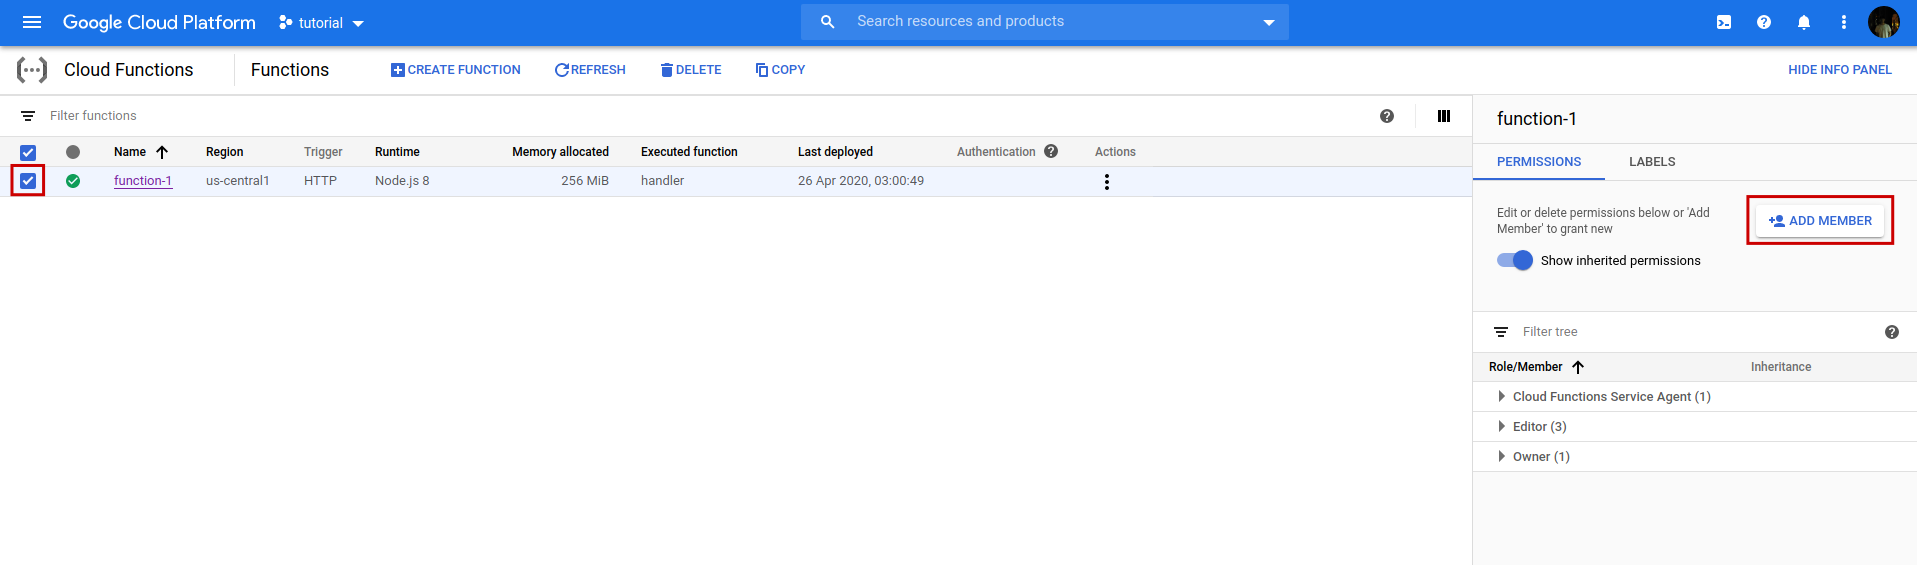 Google Cloud Platform tutorial Search resources and products
Cloud Functions Functions CREATE FUNCTION REFRESH DELETE COPY HIDE INFO PANEL
Filter functions
Name Region Trigger Runtime Memory allocated Executed function Last deployed Authentication Actions
function-1 us-central1 HTTP Node.js 8 256 MiB handler 26 Apr 2020, 03:00:49
function-1
PERMISSIONS LABELS
Edit or delete permissions below or 'Add
Member' to grant new
ADD MEMBER
Show inherited permissions
Filter tree
Role/Member Inheritance
Cloud Functions Service Agent (1)
Editor (3)
Owner (1)